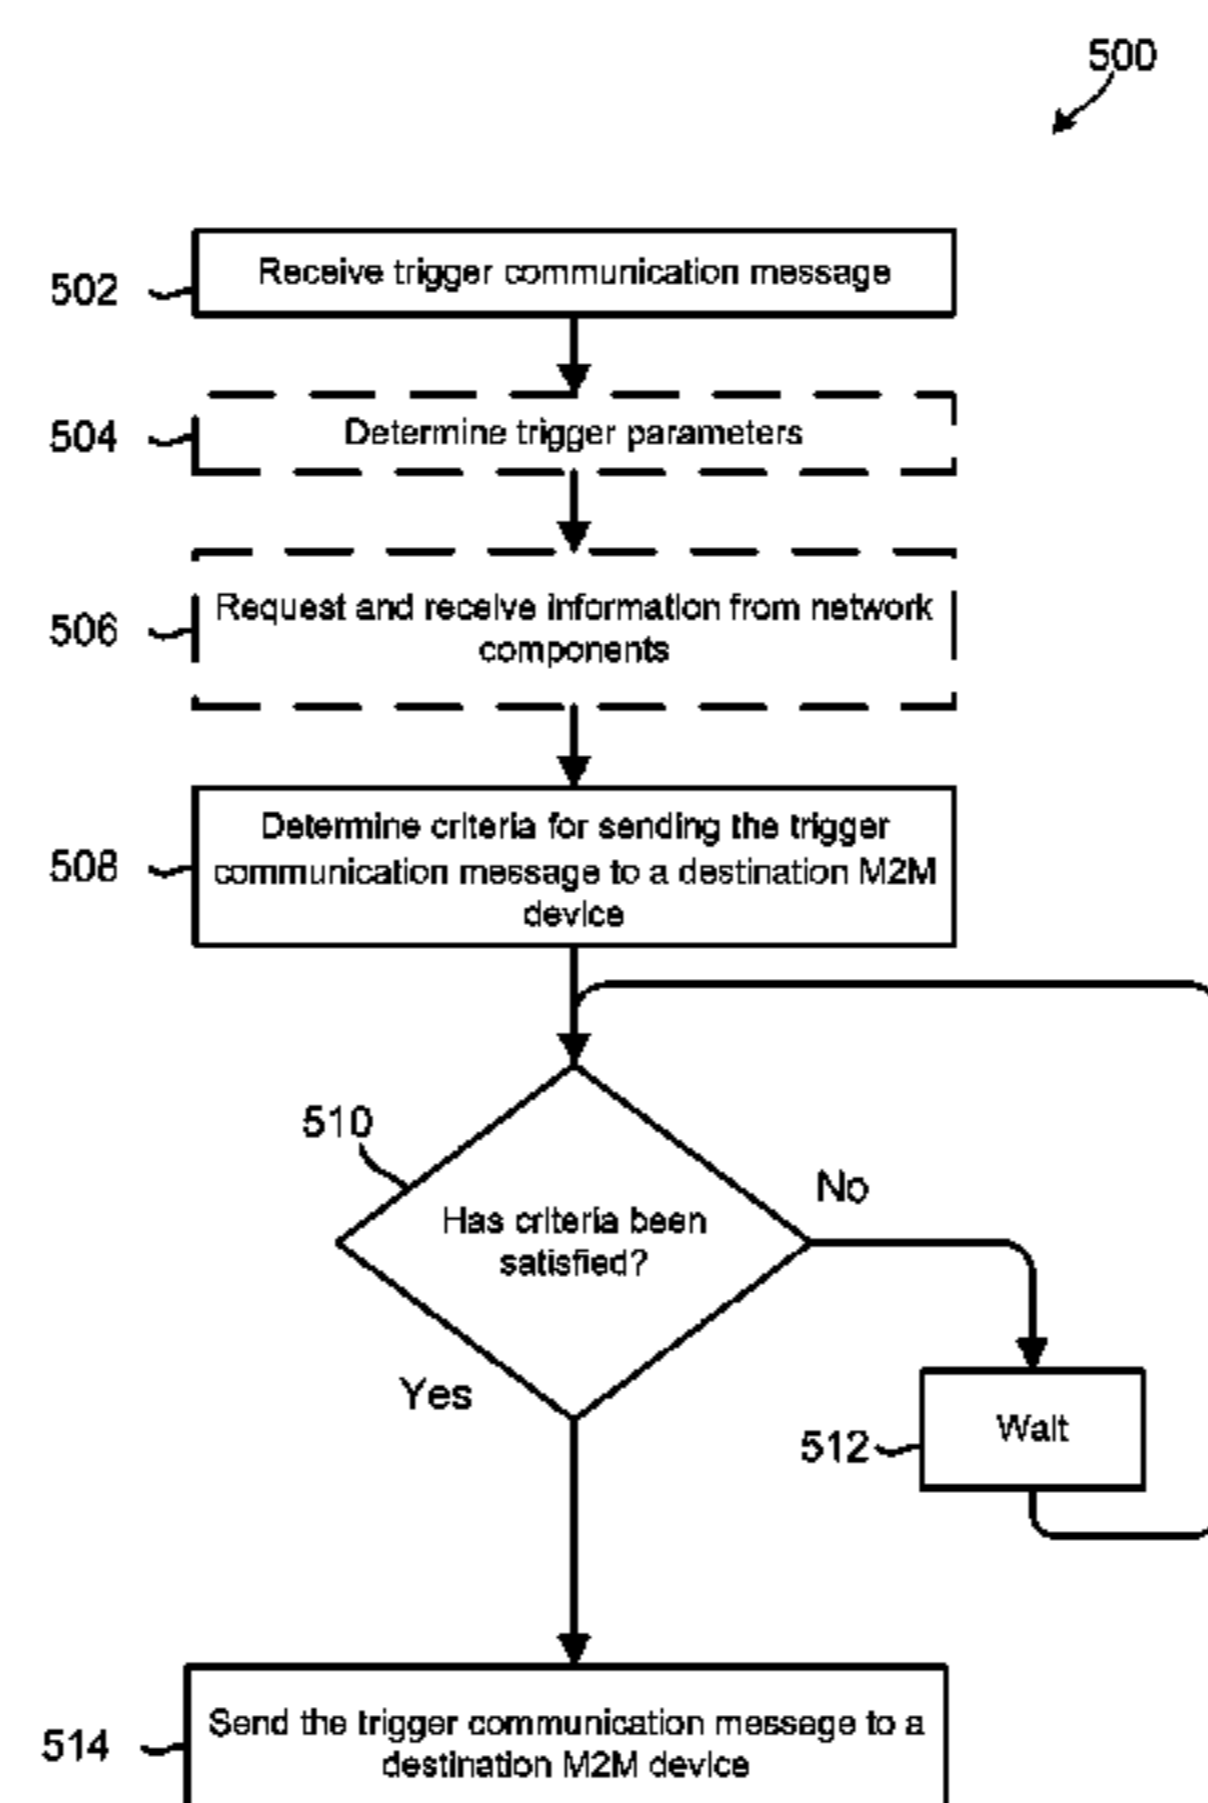 500
502
Receive trigger communication message
504
Determine trigger parameters
506
Request and receive information from network
components
508
Determine criteria for sending the trigger
communication message to a destination M2M
device
510
Has criteria been
satisfied?
No
Yes
512
Wait
514
Send the trigger communication message to a
destination M2M device